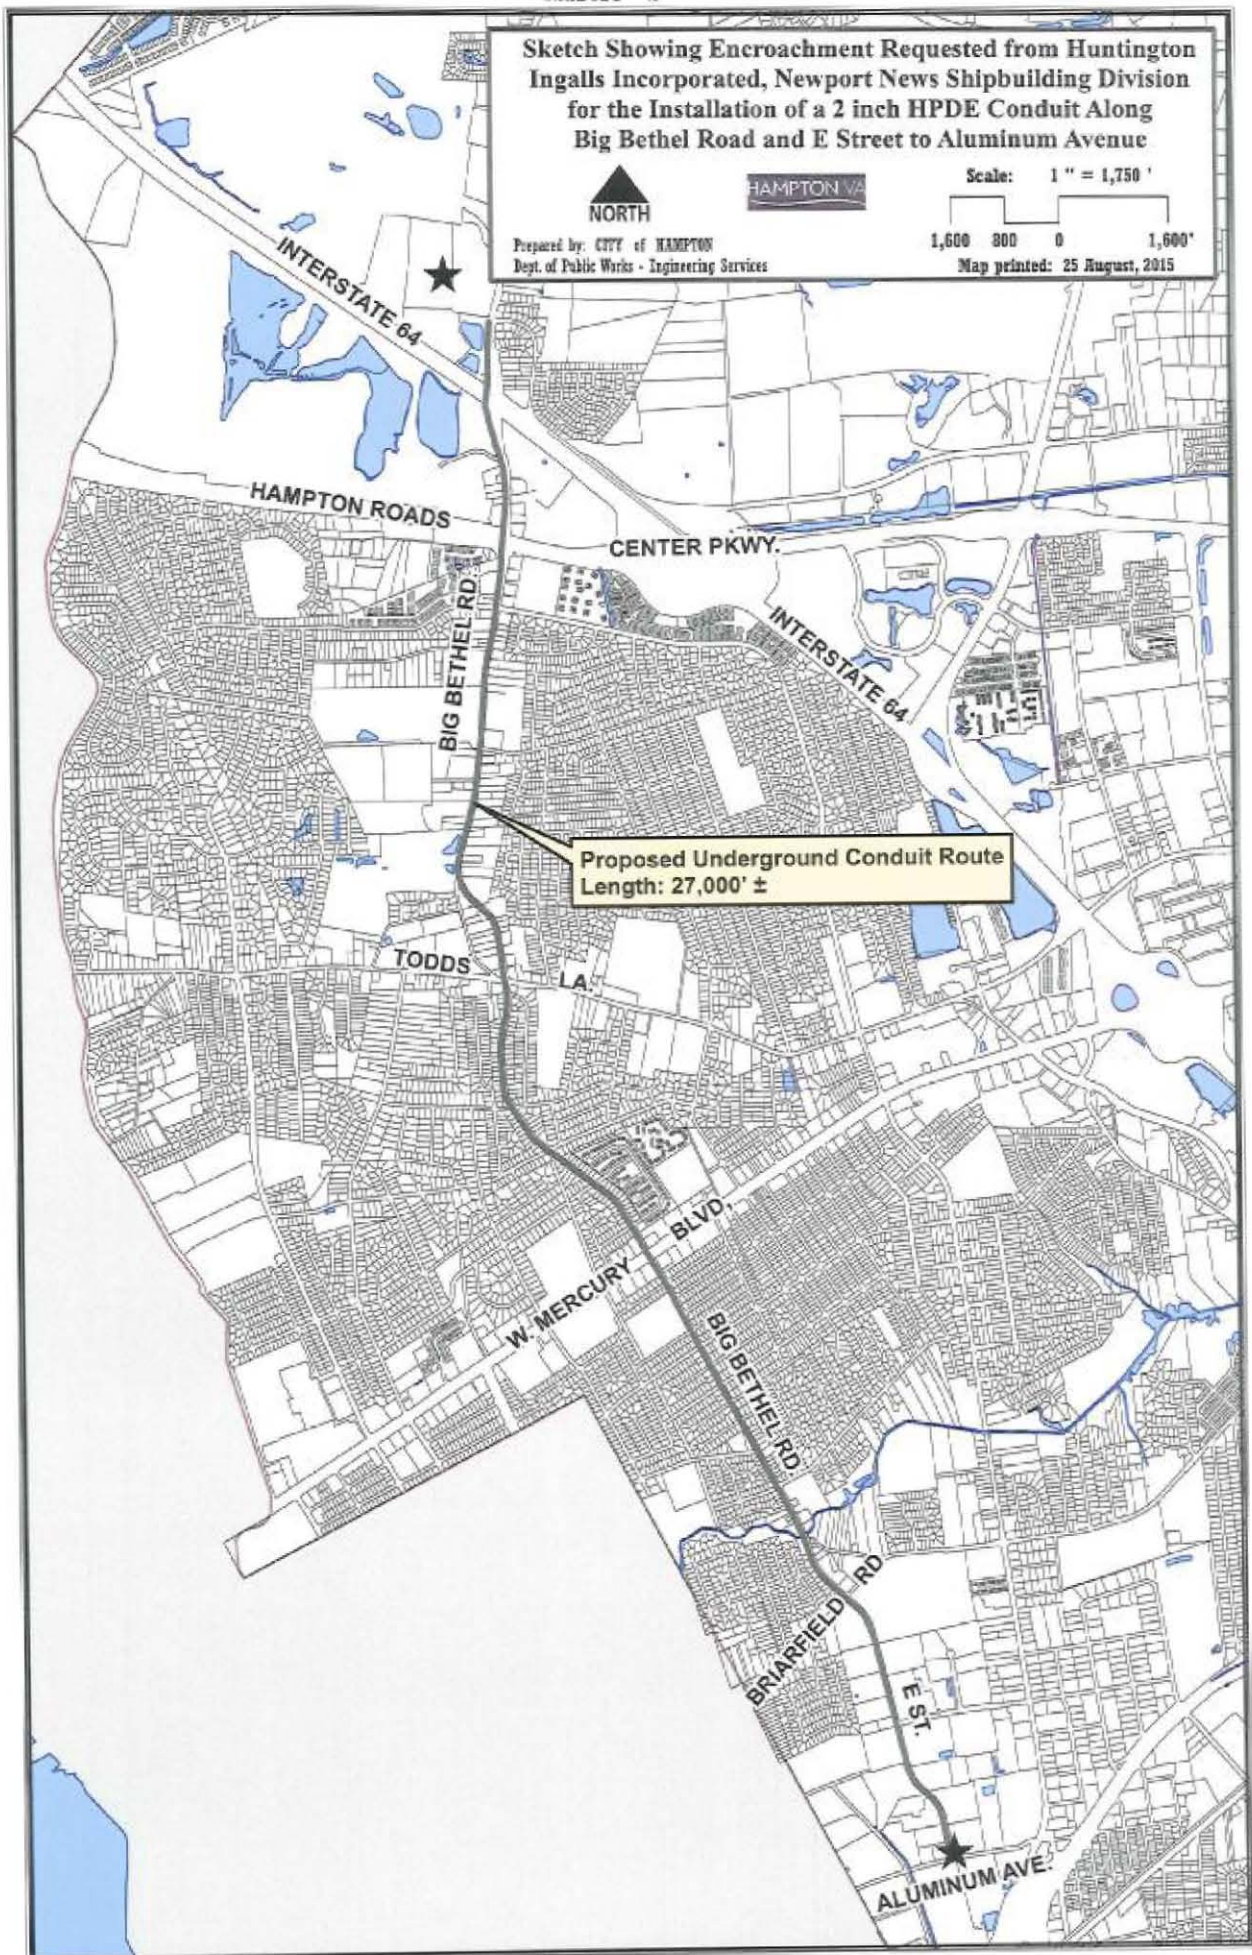 Sketch Showing Encroachment Requested from Huntington
Ingalls Incorporated, Newport News Shipbuilding Division
for the Installation of a 2 inch HPDE Conduit Along
Big Bethel Road and E Street to Aluminum Avenue
NORTH
HAMPTON VA
Scale: 1 " = 1,750 '
1,600 800 0 1,600'
Prepared by: CITY of HAMPTON
Dept. of Public Works - Engineering Services
Map printed: 25 August, 2015
INTERSTATE 64
HAMPTON ROADS
CENTER PKWY.
BIG BETHEL RD.
INTERSTATE 64
Proposed Underground Conduit Route
Length: 27,000' ±
TODDS
LA.
W. MERCURY
BLVD.
BIG BETHEL RD.
BRIARFIELD
RD
E ST.
ALUMINUM AVE.